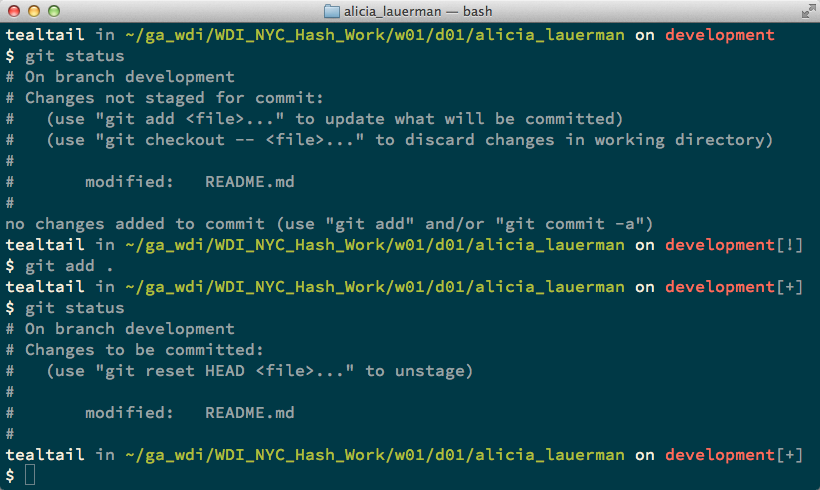 alicia_lauerman — bash
tealtail in ~/ga_wdi/WDI_NYC_Hash_Work/w01/d01/alicia_lauerman on development
$ git status
# On branch development
# Changes not staged for commit:
#   (use "git add <file>..." to update what will be committed)
#   (use "git checkout -- <file>..." to discard changes in working directory)
#
#       modified:   README.md
#
no changes added to commit (use "git add" and/or "git commit -a")
tealtail in ~/ga_wdi/WDI_NYC_Hash_Work/w01/d01/alicia_lauerman on development[!]
$ git add .
tealtail in ~/ga_wdi/WDI_NYC_Hash_Work/w01/d01/alicia_lauerman on development[+]
$ git status
# On branch development
# Changes to be committed:
#   (use "git reset HEAD <file>..." to unstage)
#
#       modified:   README.md
#
tealtail in ~/ga_wdi/WDI_NYC_Hash_Work/w01/d01/alicia_lauerman on development[+]
$